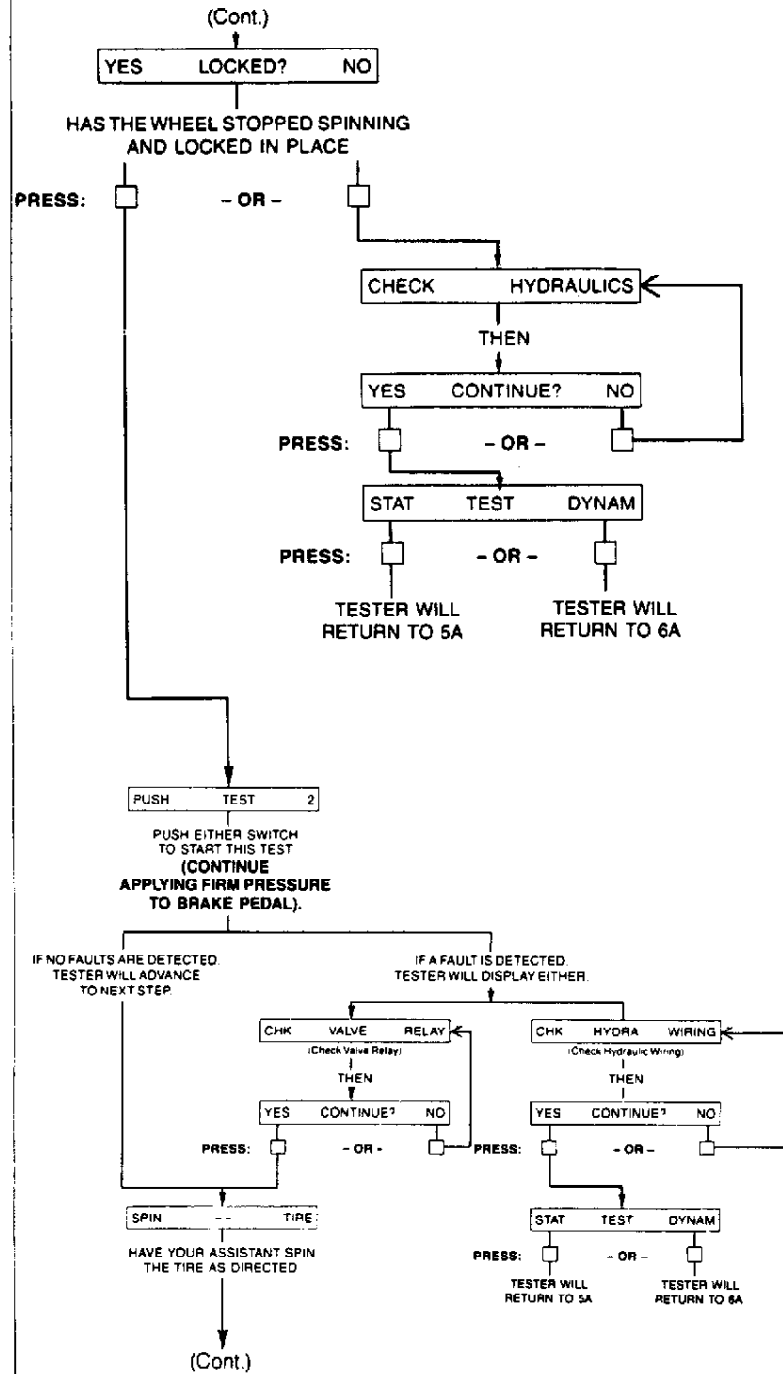 (Cont.)
YES LOCKED? NO
HAS THE WHEEL STOPPED SPINNING
AND LOCKED IN PLACE
PRESS: – OR –
CHECK HYDRAULICS
THEN
YES CONTINUE? NO
PRESS: – OR –
STAT TEST DYNAM
PRESS: – OR –
TESTER WILL
RETURN TO 5A
TESTER WILL
RETURN TO 6A
PUSH TEST 2
PUSH EITHER SWITCH
TO START THIS TEST
(CONTINUE
APPLYING FIRM PRESSURE
TO BRAKE PEDAL).
IF NO FAULTS ARE DETECTED.
TESTER WILL ADVANCE
TO NEXT STEP.
IF A FAULT IS DETECTED.
TESTER WILL DISPLAY EITHER.
CHK VALVE RELAY
(Check Valve Relay)
THEN
YES CONTINUE? NO
PRESS: – OR –
CHK HYDRA WIRING
(Check Hydraulic Wiring)
THEN
YES CONTINUE? NO
PRESS: – OR –
SPIN -- TIRE
HAVE YOUR ASSISTANT SPIN
THE TIRE AS DIRECTED
STAT TEST DYNAM
PRESS: – OR –
TESTER WILL
RETURN TO 5A
TESTER WILL
RETURN TO 6A
(Cont.)